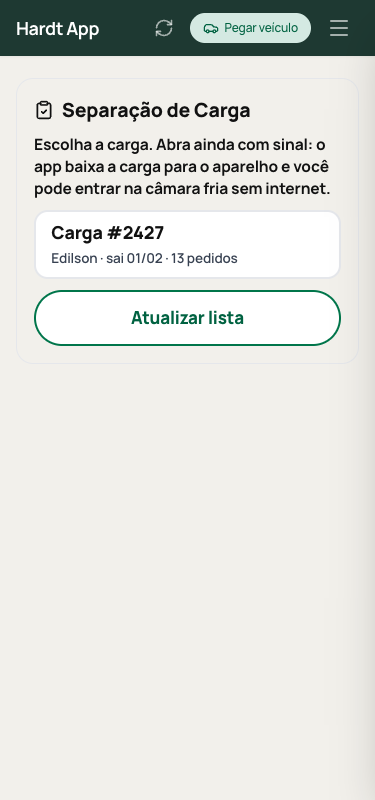 Hardt App
Pegar veículo
Separação de Carga
Escolha a carga. Abra ainda com sinal: o
app baixa a carga para o aparelho e você
pode entrar na câmara fria sem internet.
Carga #2427
Edilson · sai 01/02 · 13 pedidos
Atualizar lista